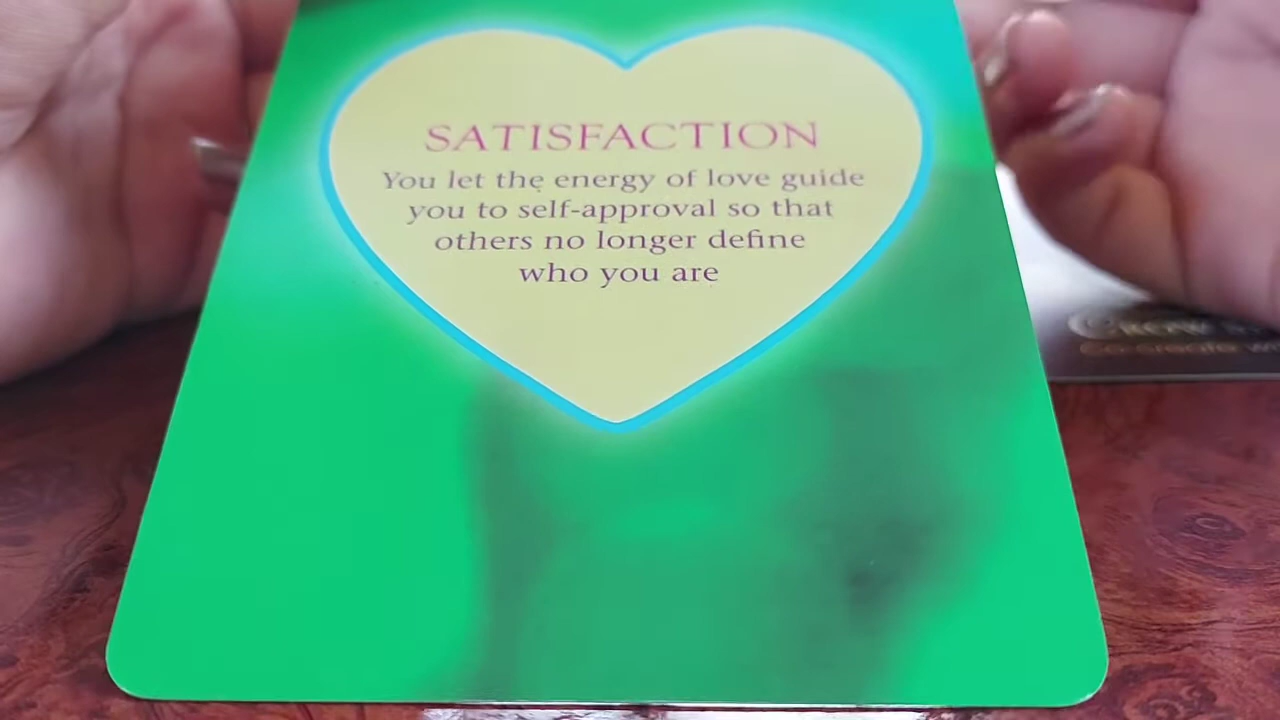 SATISFACTION
You let the energy of love guide
you to self-approval so that
others no longer define
who you are